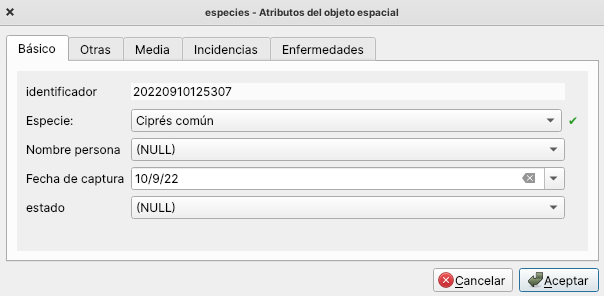 especies - Atributos del objeto espacial
Básico Otras Media Incidencias Enfermedades
identificador 20220910125307
Especie: Ciprés común
Nombre persona (NULL)
Fecha de captura 10/9/22
estado (NULL)
Cancelar Aceptar